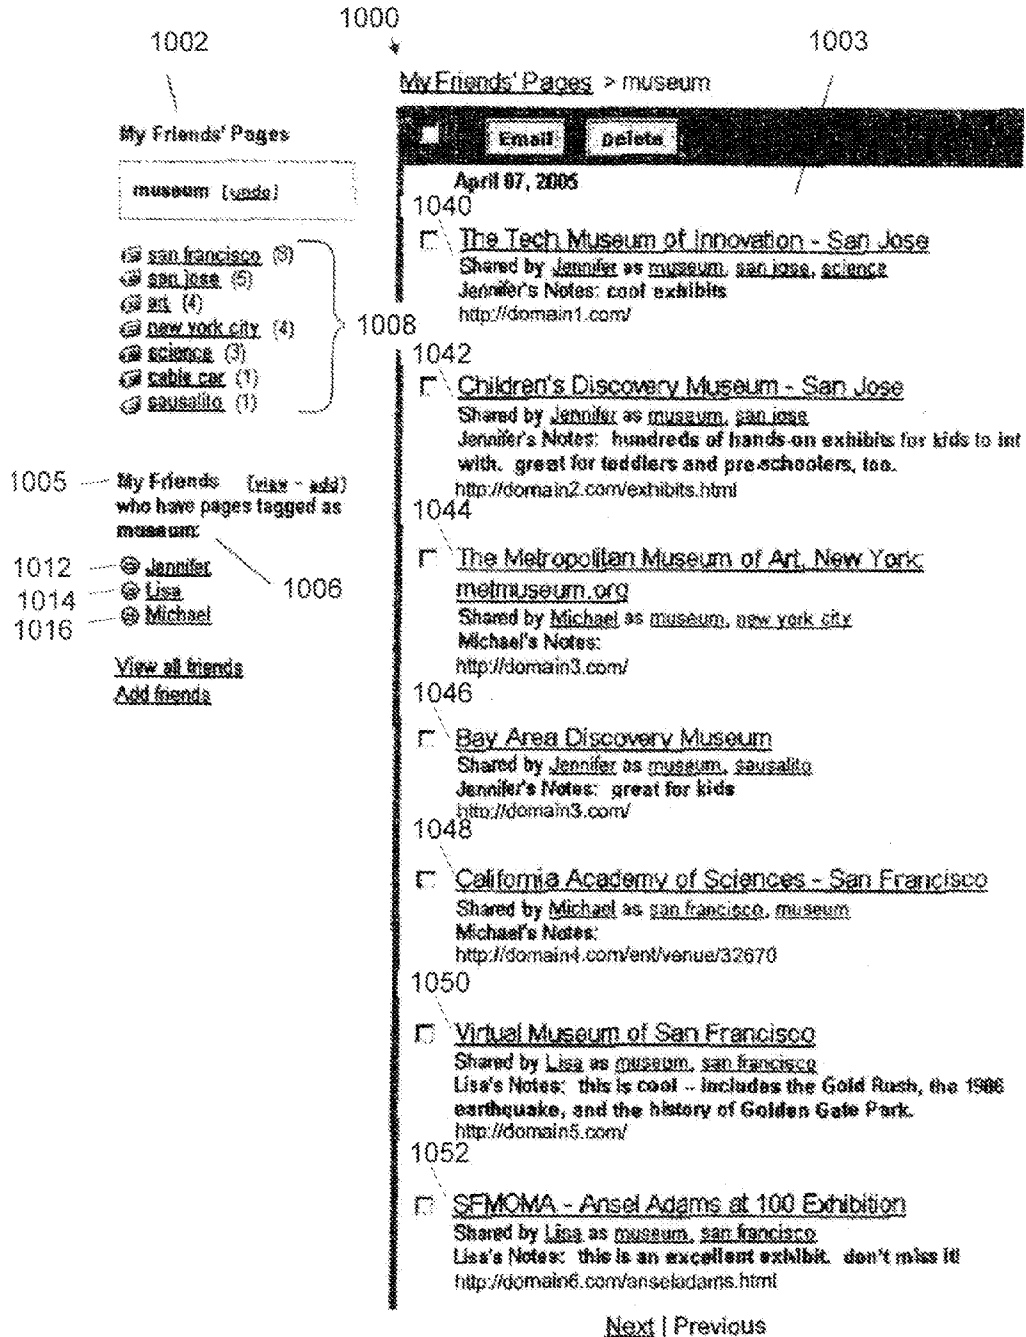 1000
1002
1003
My Friends' Pages > museum
My Friends' Pages
Email Delete
museum (undo)
April 07, 2005
1040
The Tech Museum of Innovation - San Jose
Shared by Jennifer as museum, san jose, science
Jennifer's Notes: cool exhibits
http://domain1.com/
san francisco
san jose (5)
art (4)
new york city (4)
science (3)
cable car (1)
sausalito (1)
1008
1042
Children's Discovery Museum - San Jose
Shared by Jennifer as museum, san jose
Jennifer's Notes: hundreds of hands-on exhibits for kids to int
with. great for toddlers and pre-schoolers, too.
http://domain2.com/exhibits.html
1005
My Friends (view - add)
who have pages tagged as
museum:
1006
1012
Jennifer
1014
Lisa
1016
Michael
View all friends
Add friends
1044
The Metropolitan Museum of Art, New York:
metmuseum.org
Shared by Michael as museum, new york city
Michael's Notes:
http://domain3.com/
1046
Bay Area Discovery Museum
Shared by Jennifer as museum, sausalito
Jennifer's Notes: great for kids
http://domain3.com/
1048
California Academy of Sciences - San Francisco
Shared by Michael as san francisco, museum
Michael's Notes:
http://domain4.com/ent/venue/32670
1050
Virtual Museum of San Francisco
Shared by Lisa as museum, san francisco
Lisa's Notes: this is cool -- includes the Gold Rush, the 1906
earthquake, and the history of Golden Gate Park.
http://domain5.com/
1052
SFMOMA - Ansel Adams at 100 Exhibition
Shared by Lisa as museum, san francisco
Lisa's Notes: this is an excellent exhibit. don't miss it!
http://domain6.com/anseladams.html
Next | Previous